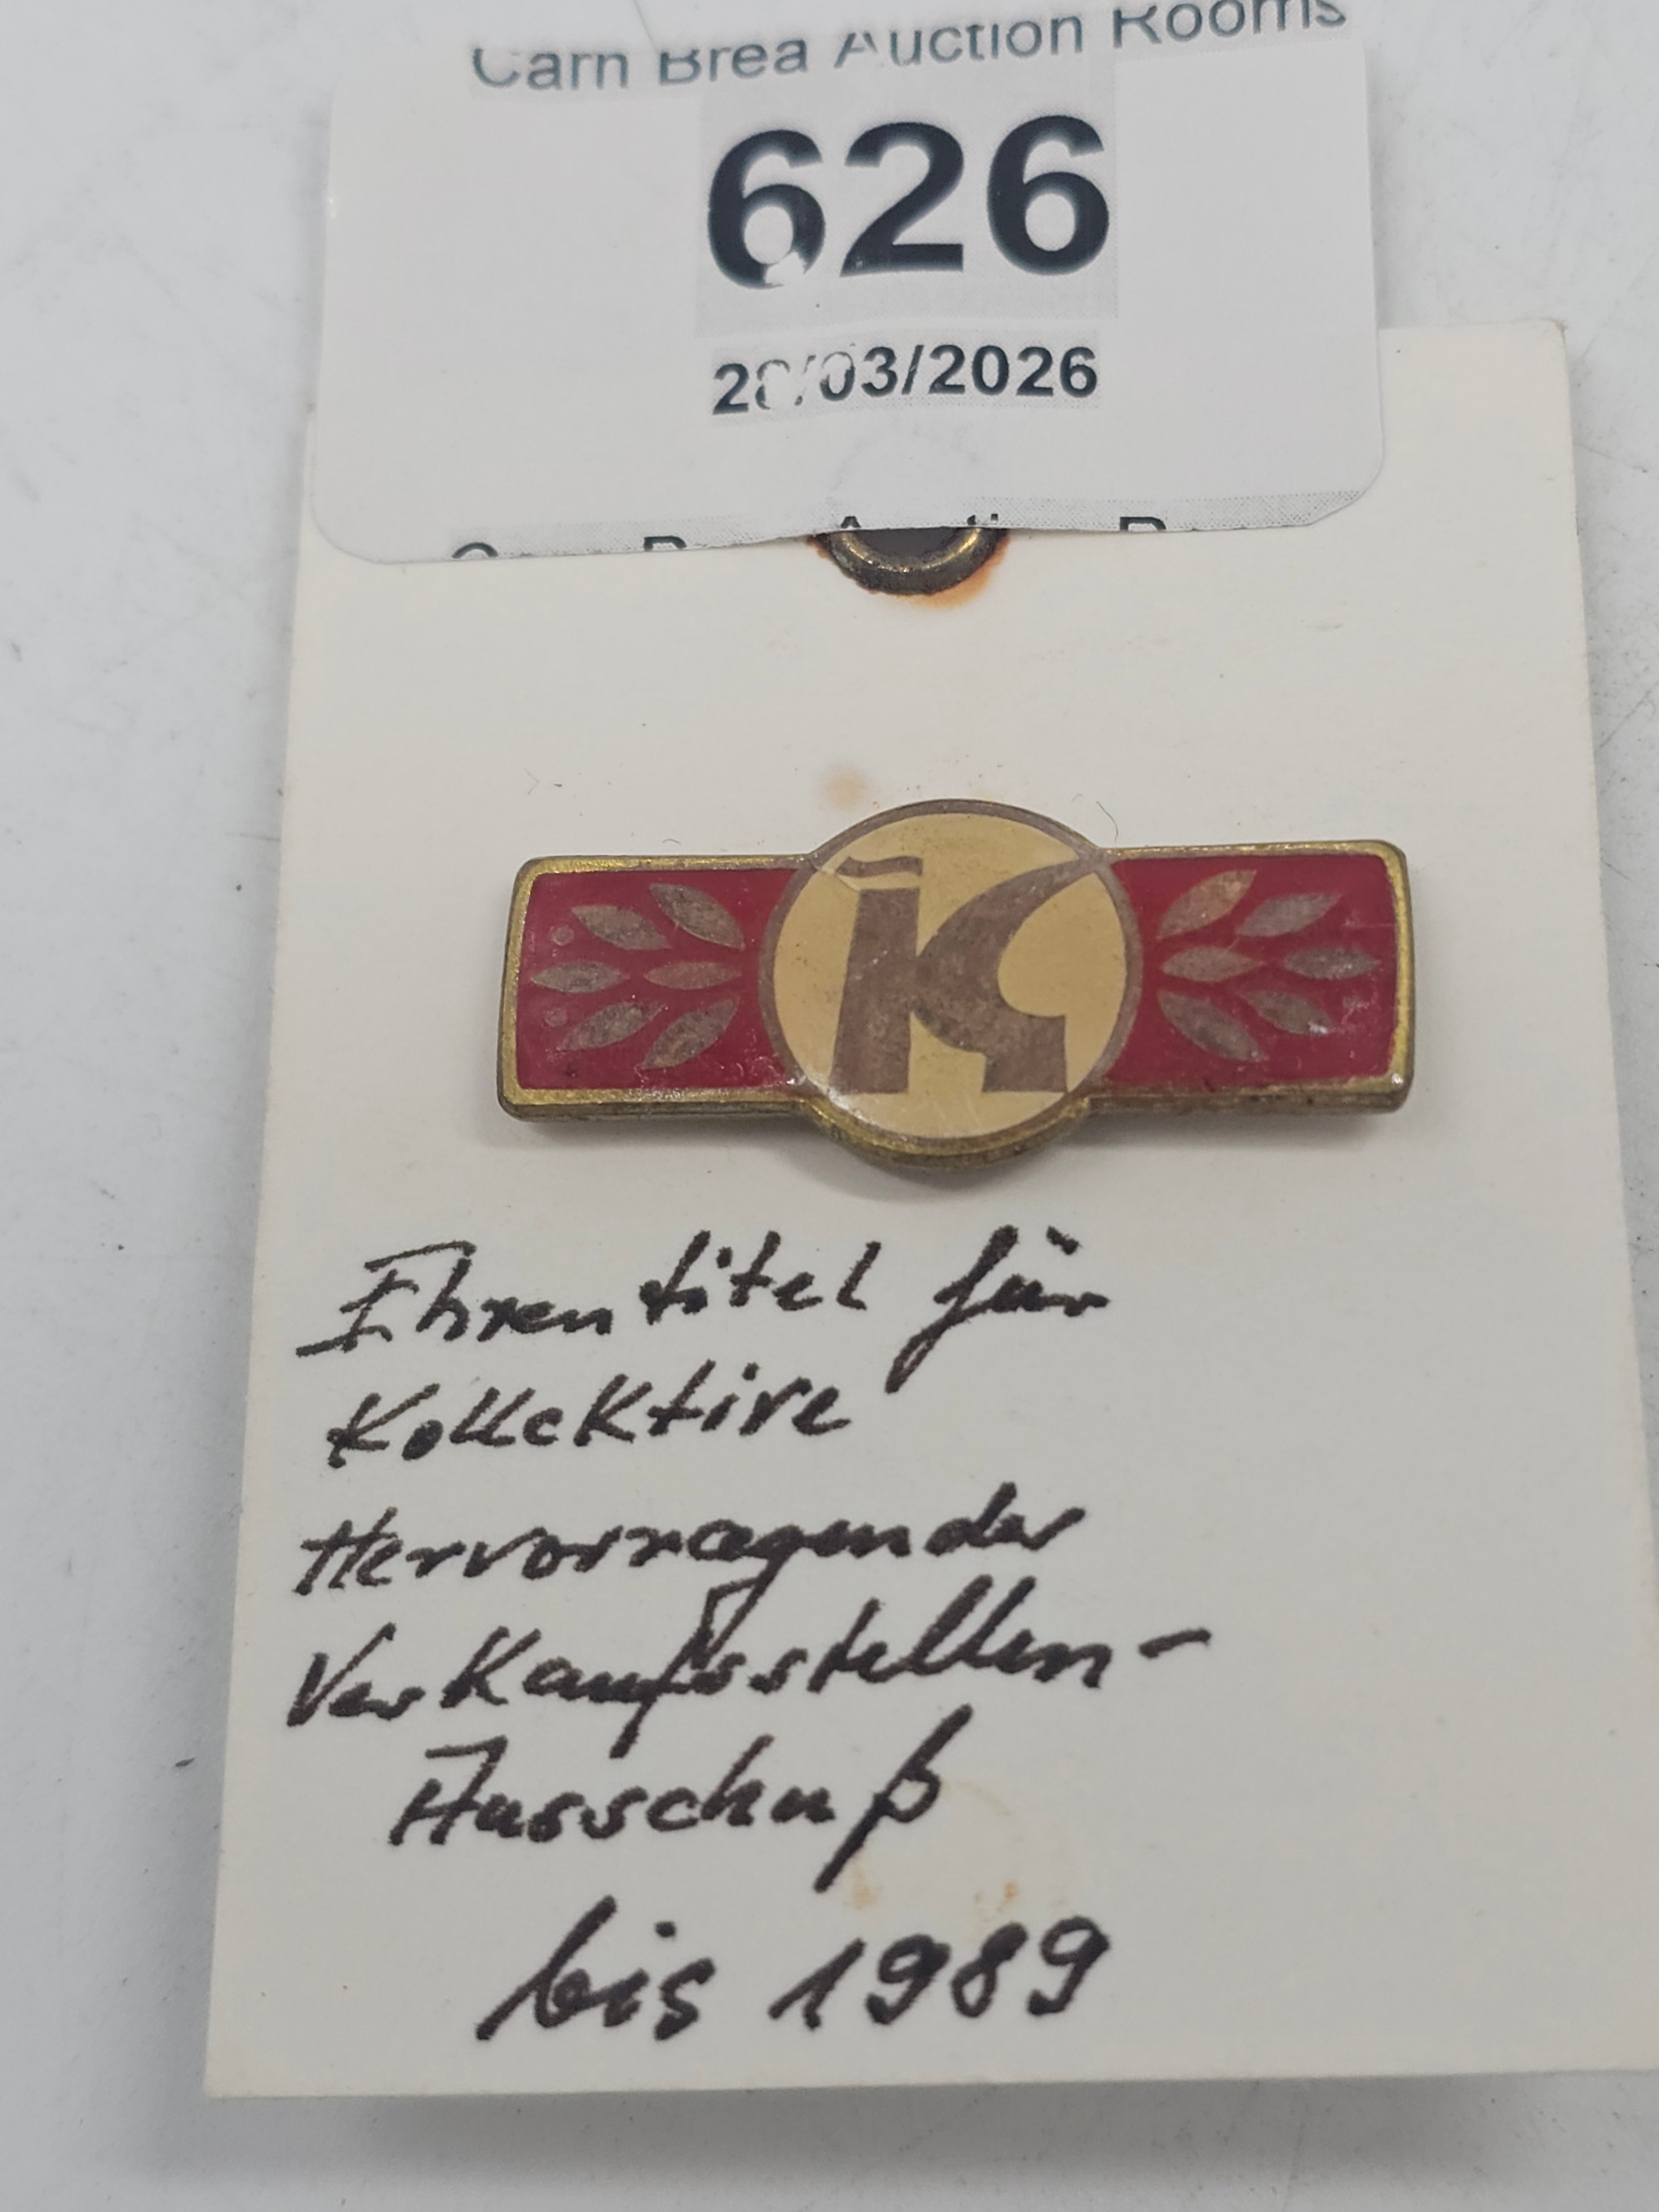 Carn Brea Auction Rooms
626
28/03/2026
K
Ehrentitel für
Kollektive
Hervorragender
Verkaufsstellen-
Ausschuß
bis 1989